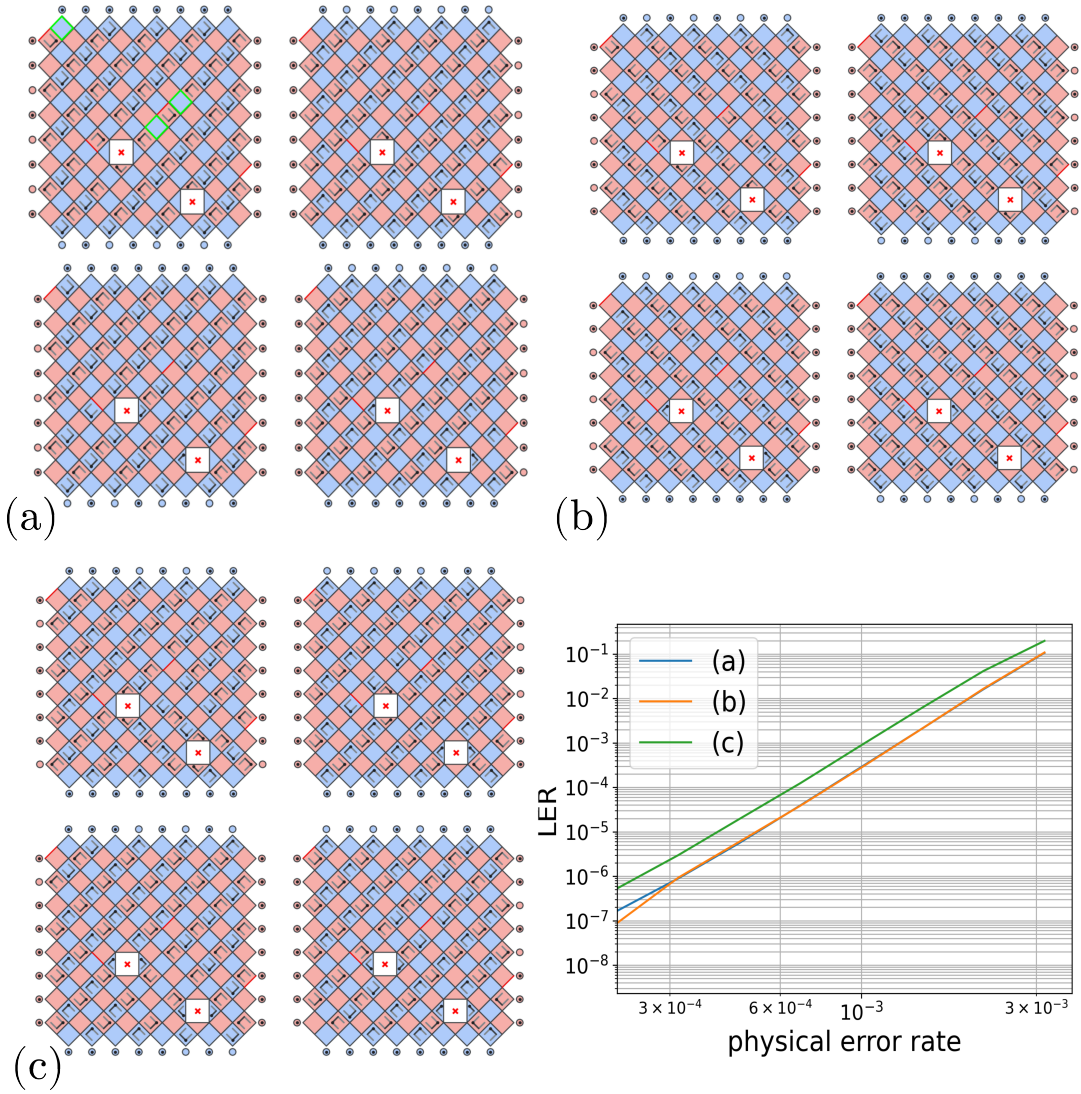 (a)
(b)
(c)
10⁻¹
10⁻²
10⁻³
10⁻⁴
10⁻⁵
10⁻⁶
10⁻⁷
10⁻⁸
LER
(a)
(b)
(c)
3 × 10⁻⁴
6 × 10⁻⁴
10⁻³
3 × 10⁻³
physical error rate